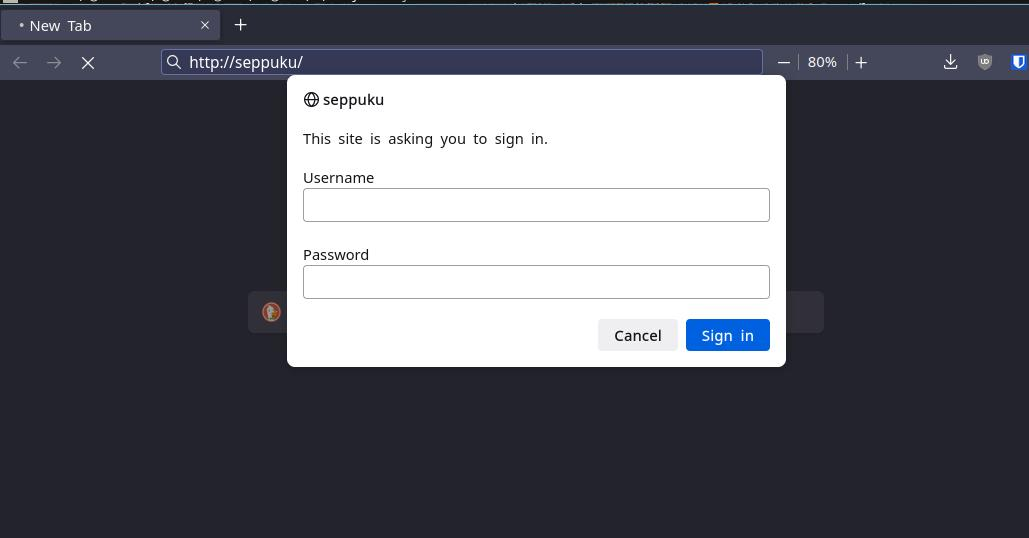 New Tab
http://seppuku/
80%
seppuku
This site is asking you to sign in.
Username
Password
Cancel Sign in